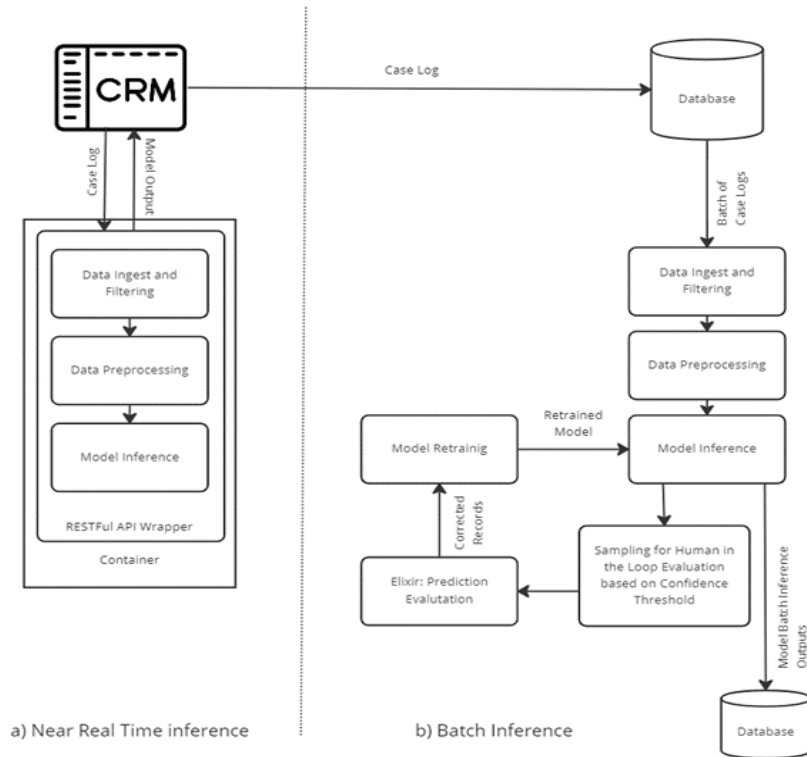 CRM
Case Log
Model Output
Data Ingest and
Filtering
Data Preprocessing
Model Inference
RESTFul API Wrapper
Container
a) Near Real Time inference
Case Log
Database
Batch of
Case Logs
Data Ingest and
Filtering
Data Preprocessing
Model Inference
Retrained
Model
Model Retrainig
Corrected
Records
Elixir: Prediction
Evalutation
Sampling for Human in
the Loop Evaluation
based on Confidence
Threshold
Model Batch Inference
Outputs
Database
b) Batch Inference